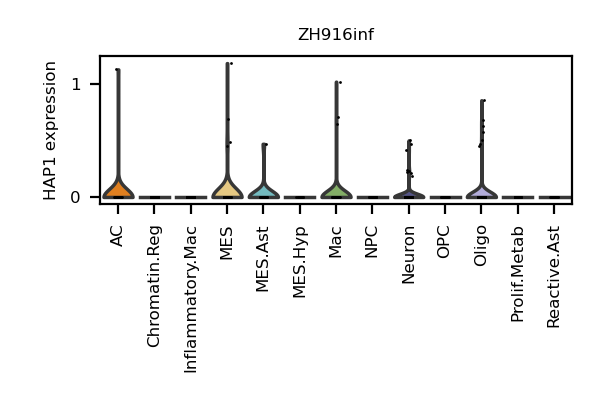 ZH916inf
HAP1 expression
1
0
AC
Chromatin.Reg
Inflammatory.Mac
MES
MES.Ast
MES.Hyp
Mac
NPC
Neuron
OPC
Oligo
Prolif.Metab
Reactive.Ast